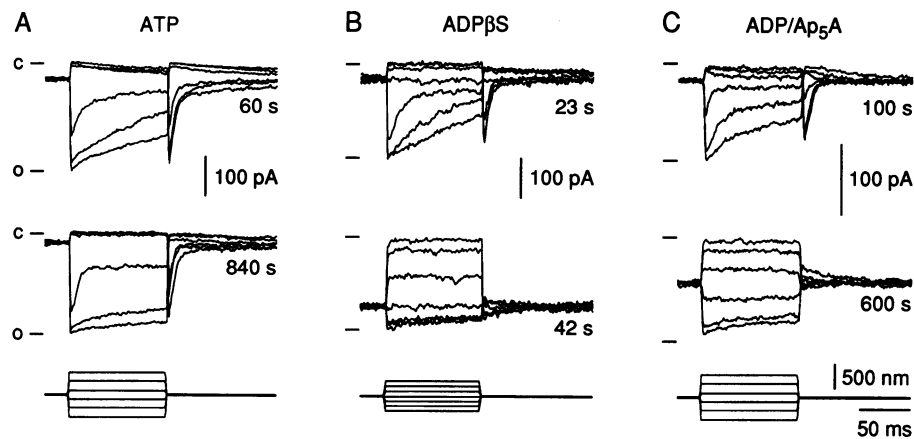 A ATP B ADPβS C ADP/Ap5A
c
60 s 23 s 100 s
o
100 pA 100 pA 100 pA
c
840 s 42 s 600 s
o
500 nm
50 ms